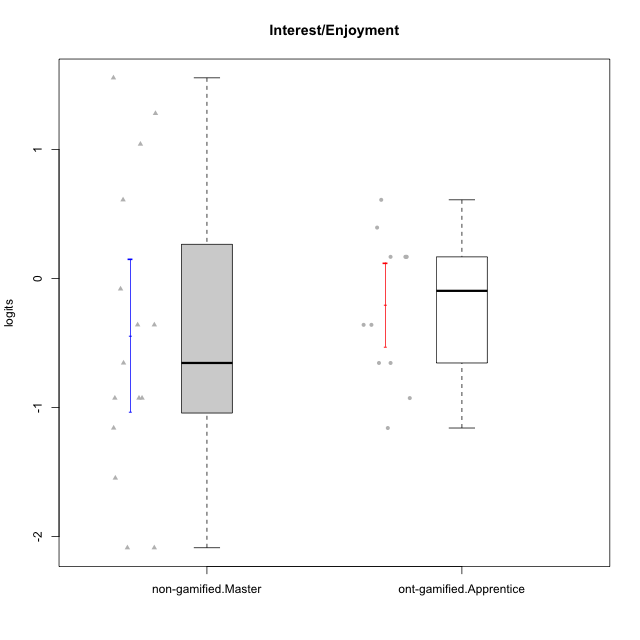 Interest/Enjoyment
logits
1
0
-1
-2
non-gamified.Master
ont-gamified.Apprentice